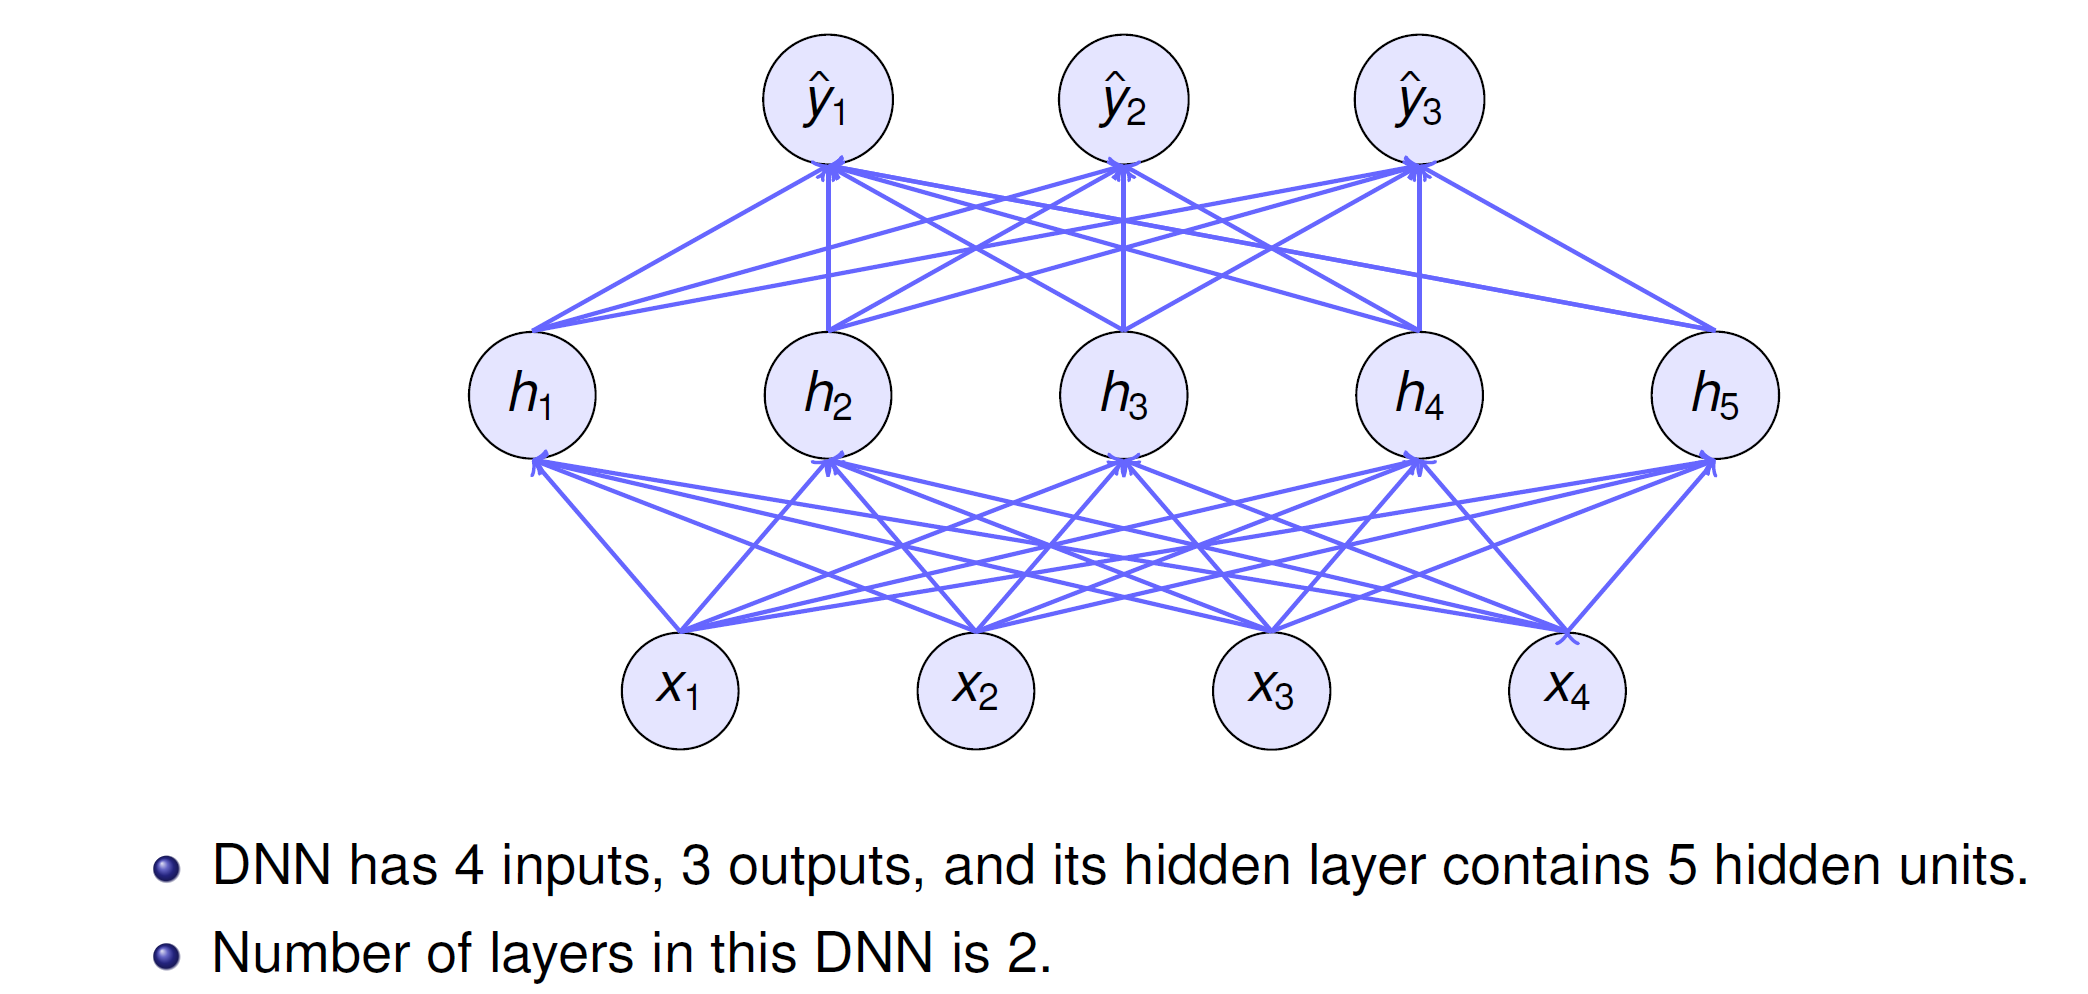 ŷ1 ŷ2 ŷ3
h1 h2 h3 h4 h5
x1 x2 x3 x4
DNN has 4 inputs, 3 outputs, and its hidden layer contains 5 hidden units.
Number of layers in this DNN is 2.